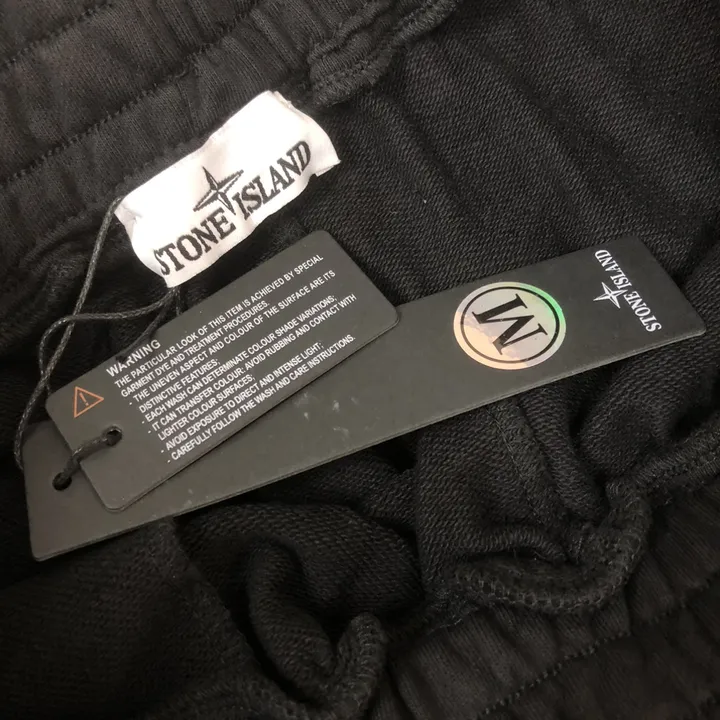 STONE ISLAND
WARNING
THE PARTICULAR LOOK OF THIS ITEM IS ACHIEVED BY SPECIAL
GARMENT DYE AND TREATMENT PROCEDURES.
THE UNEVEN ASPECT AND COLOUR OF THE SURFACE ARE ITS
DISTINCTIVE FEATURES:
- EACH WASH CAN DETERMINATE COLOUR SHADE VARIATIONS;
- IT CAN TRANSFER COLOUR: AVOID RUBBING AND CONTACT WITH
LIGHTER COLOUR SURFACES;
- AVOID EXPOSURE TO DIRECT AND INTENSE LIGHT;
- CAREFULLY FOLLOW THE WASH AND CARE INSTRUCTIONS.
M
STONE ISLAND